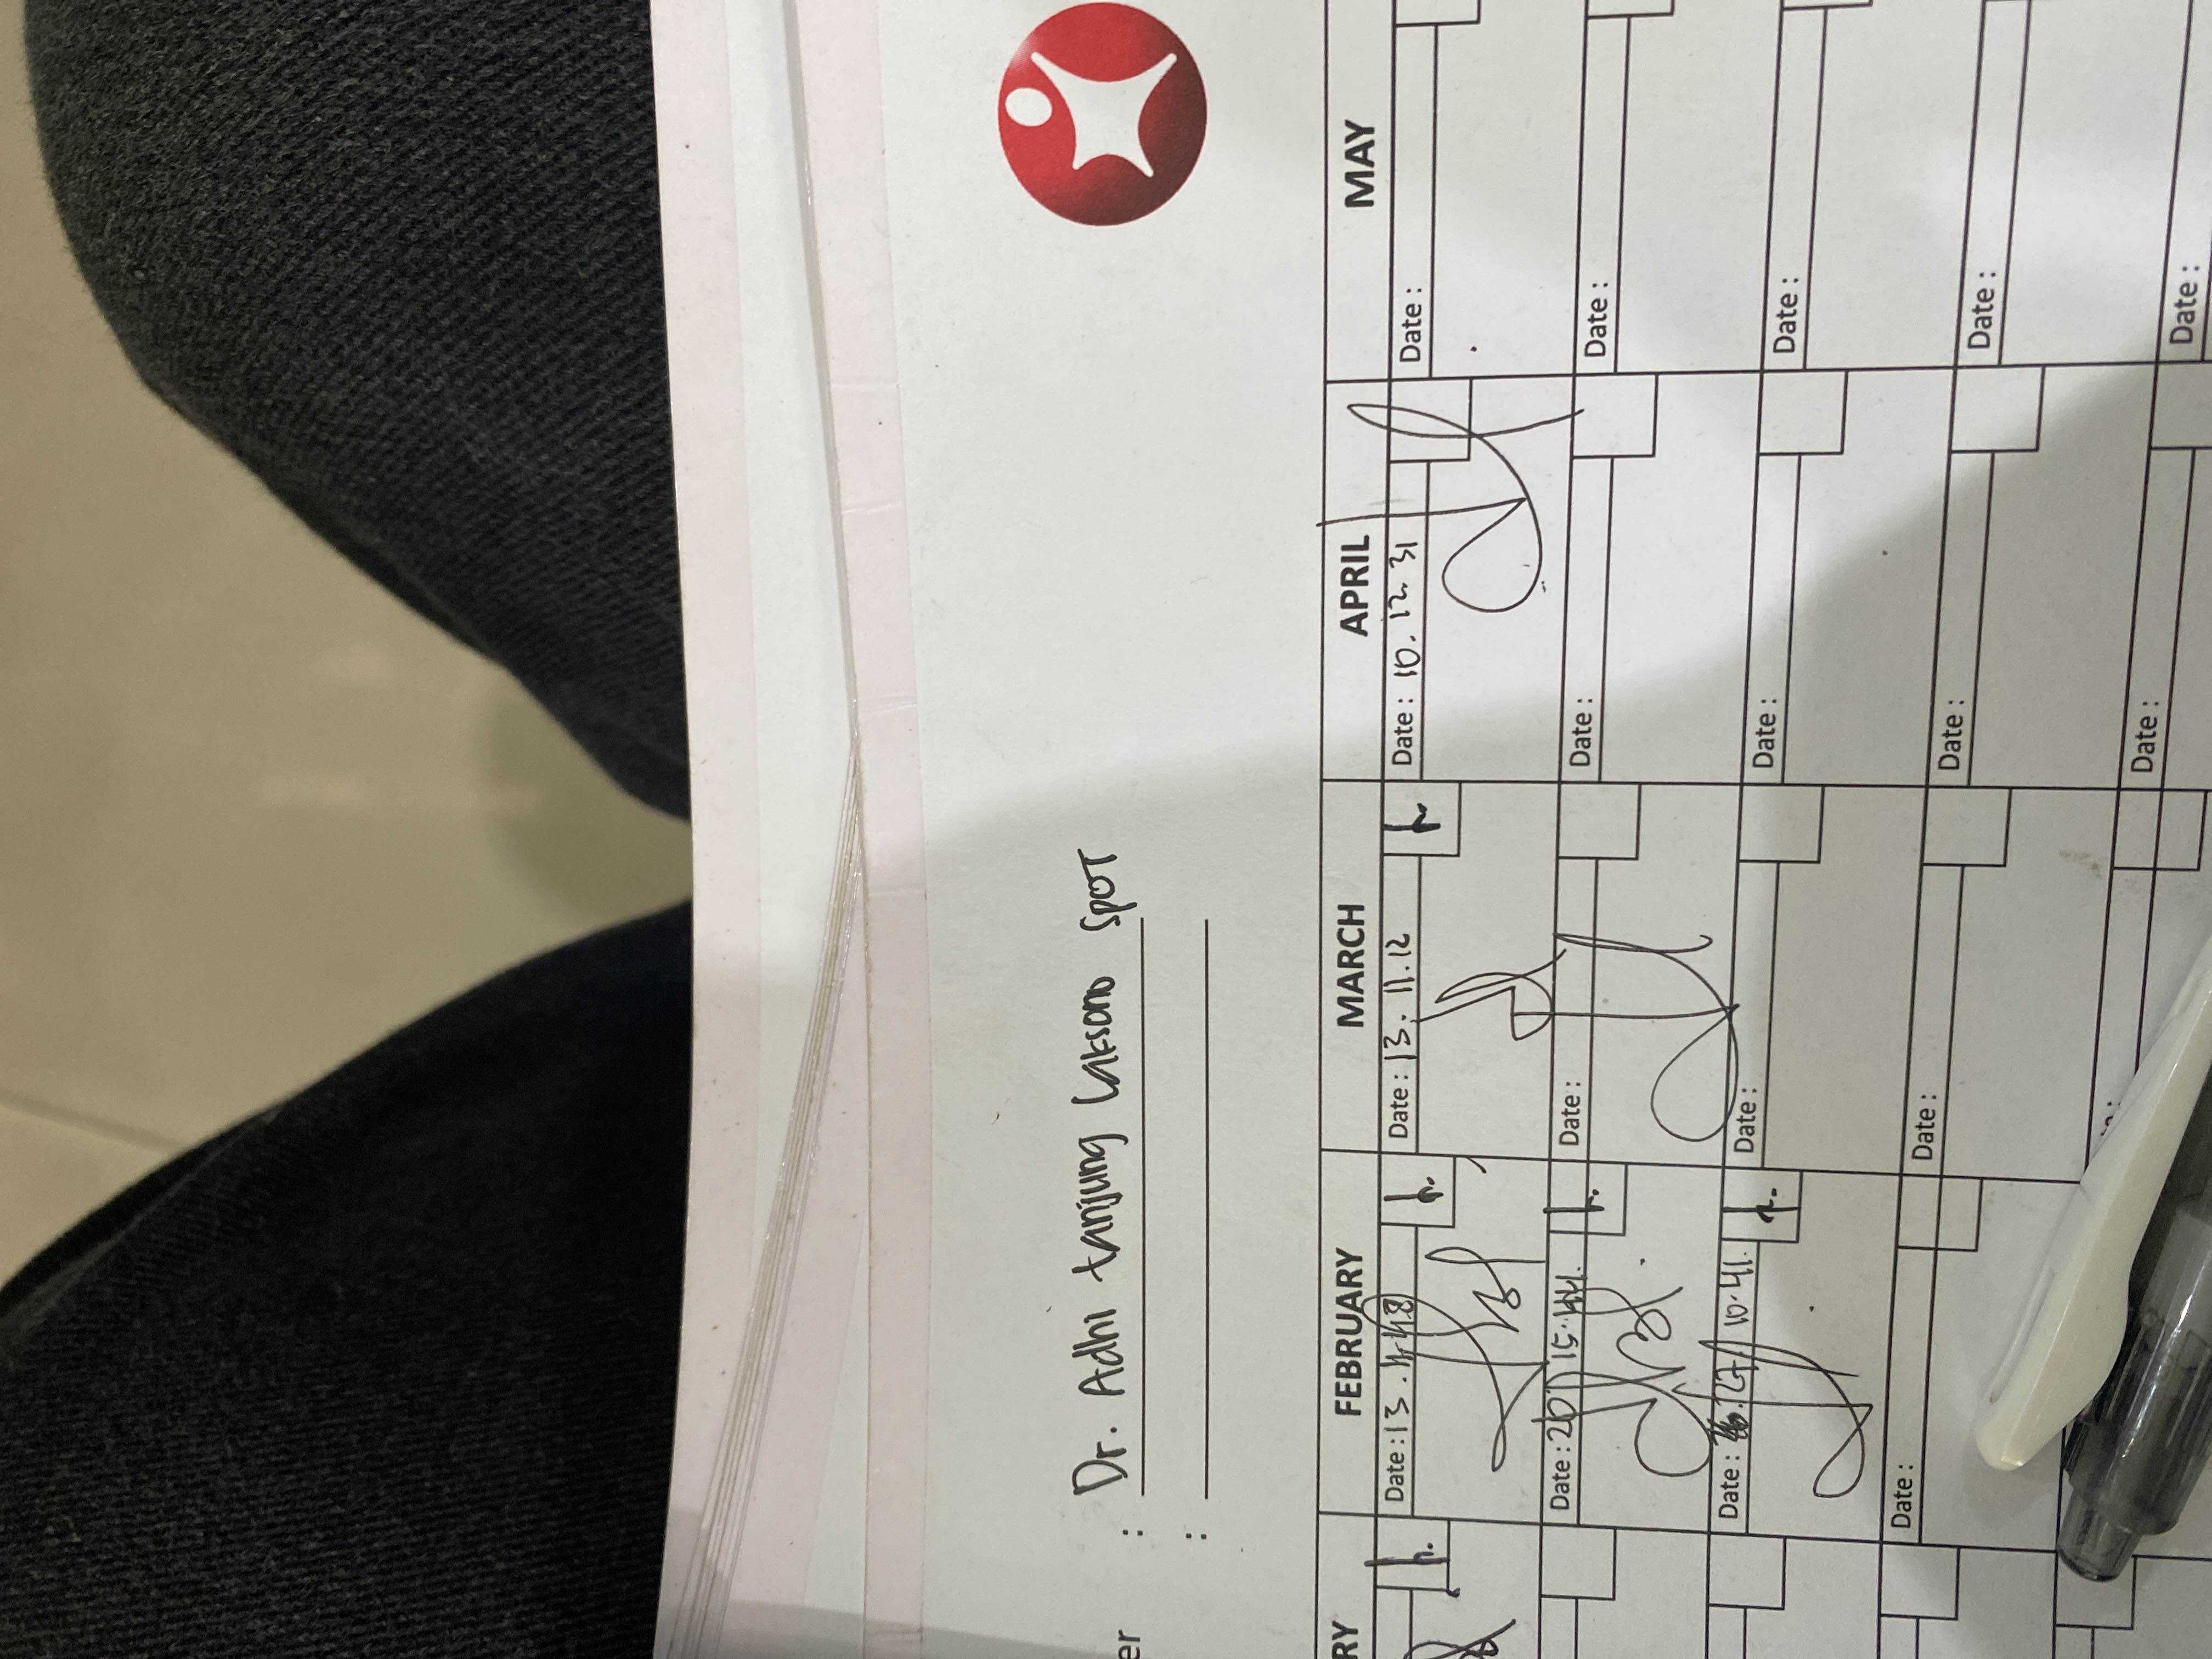 er : Dr. Adhi tanjung laksono SpOT
:
RY FEBRUARY MARCH APRIL MAY
Date : 13. Date : 13. 11.12 Date : 10. 12. 31 Date :
Date : 20 15.44. Date : Date : Date :
Date : 27 10.41. Date : Date : Date :
Date : Date : Date : Date :
Date : Date :